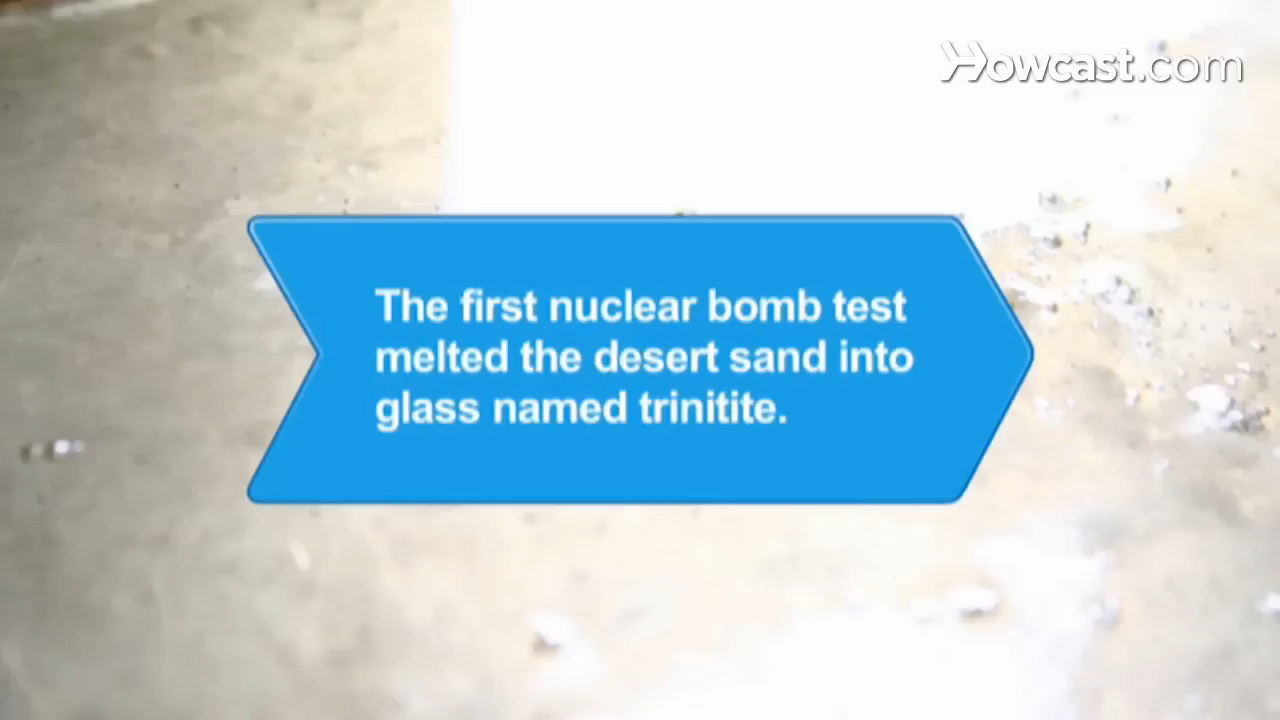 Howcast.com
The first nuclear bomb test
melted the desert sand into
glass named trinitite.